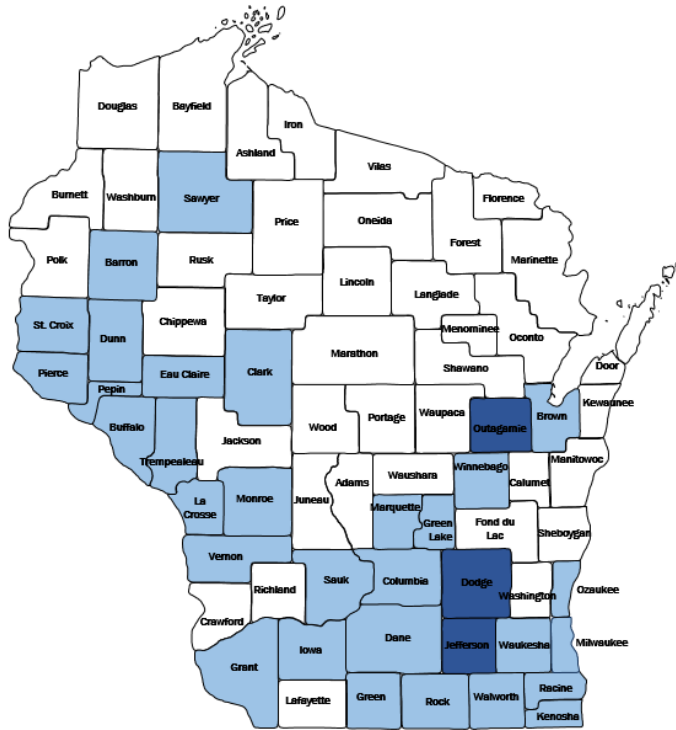 Douglas
Bayfield
Iron
Ashland
Vilas
Burnett
Washburn
Sawyer
Florence
Price
Oneida
Forest
Polk
Barron
Rusk
Marinette
Lincoln
Langlade
Taylor
St. Croix
Chippewa
Menominee
Dunn
Oconto
Marathon
Shawano
Door
Pierce
Eau Claire
Clark
Pepin
Kewaunee
Buffalo
Wood
Portage
Waupaca
Outagamie
Brown
Jackson
Trempealeau
Manitowoc
Winnebago
Waushara
Adams
Calumet
La
Crosse
Monroe
Juneau
Marquette
Green
Lake
Fond du
Lac
Sheboygan
Vernon
Sauk
Columbia
Dodge
Richland
Washington
Ozaukee
Crawford
Dane
Iowa
Jefferson
Waukesha
Milwaukee
Grant
Lafayette
Green
Rock
Walworth
Racine
Kenosha